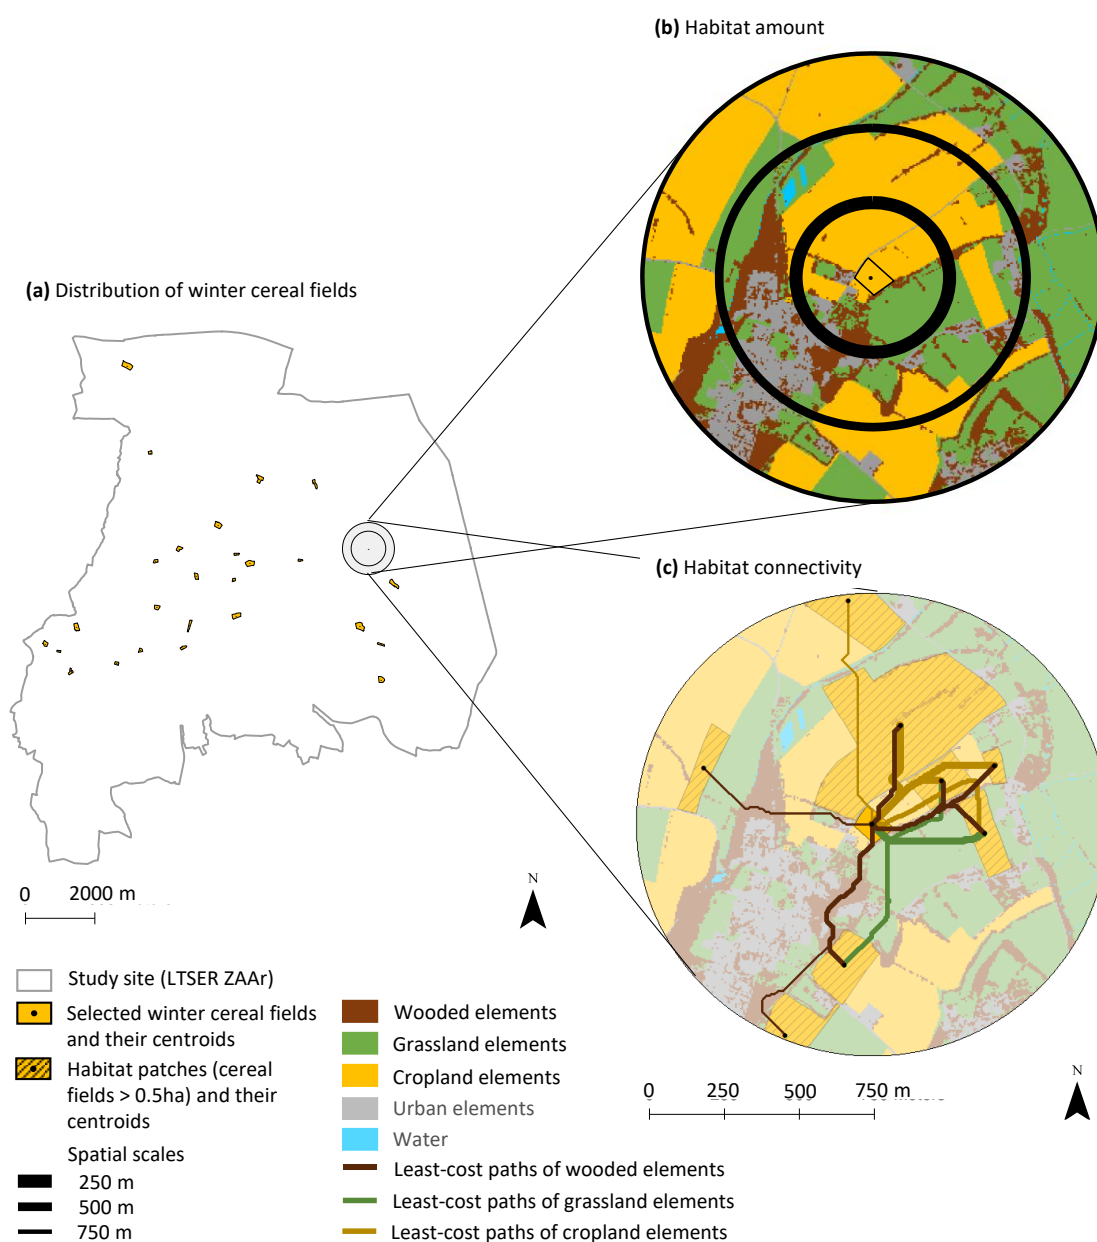 (b) Habitat amount
(a) Distribution of winter cereal fields
(c) Habitat connectivity
0 2000 m
N
Study site (LTSER ZAAr)
Selected winter cereal fields
and their centroids
Habitat patches (cereal
fields > 0.5ha) and their
centroids
Spatial scales
250 m
500 m
750 m
Wooded elements
Grassland elements
Cropland elements
Urban elements
Water
Least-cost paths of wooded elements
Least-cost paths of grassland elements
Least-cost paths of cropland elements
0 250 500 750 m
N